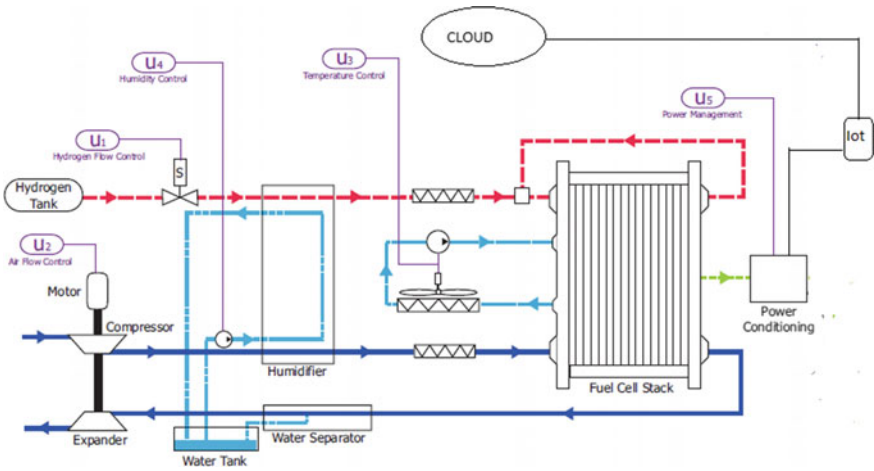 CLOUD
u4
Humidity Control
u3
Temperature Control
u5
Power Management
u1
Hydrogen Flow Control
Iot
S
Hydrogen
Tank
u2
Air Flow Control
Motor
Compressor
Power
Conditioning
Humidifier
Fuel Cell Stack
Expander
Water Separator
Water Tank